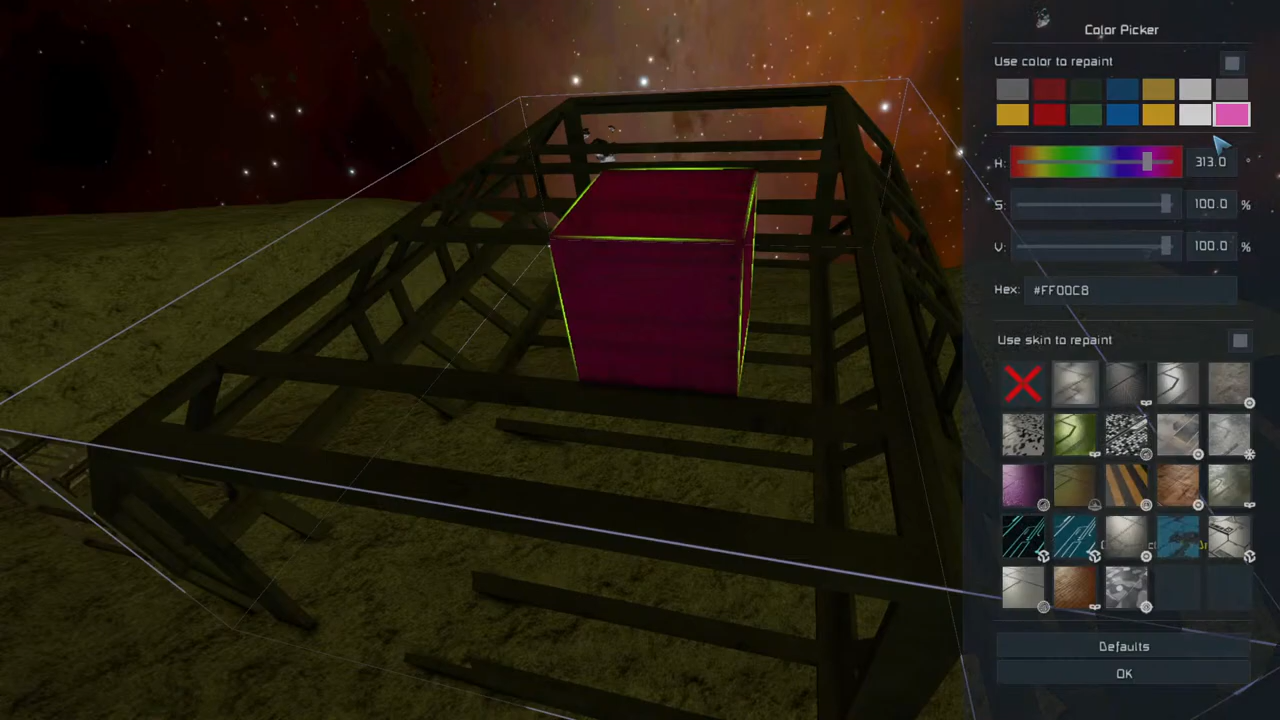 Color Picker
Use color to repaint
H: 313.0 °
S: 100.0 %
V: 100.0 %
Hex: #FF00C8
Use skin to repaint
Defaults
OK